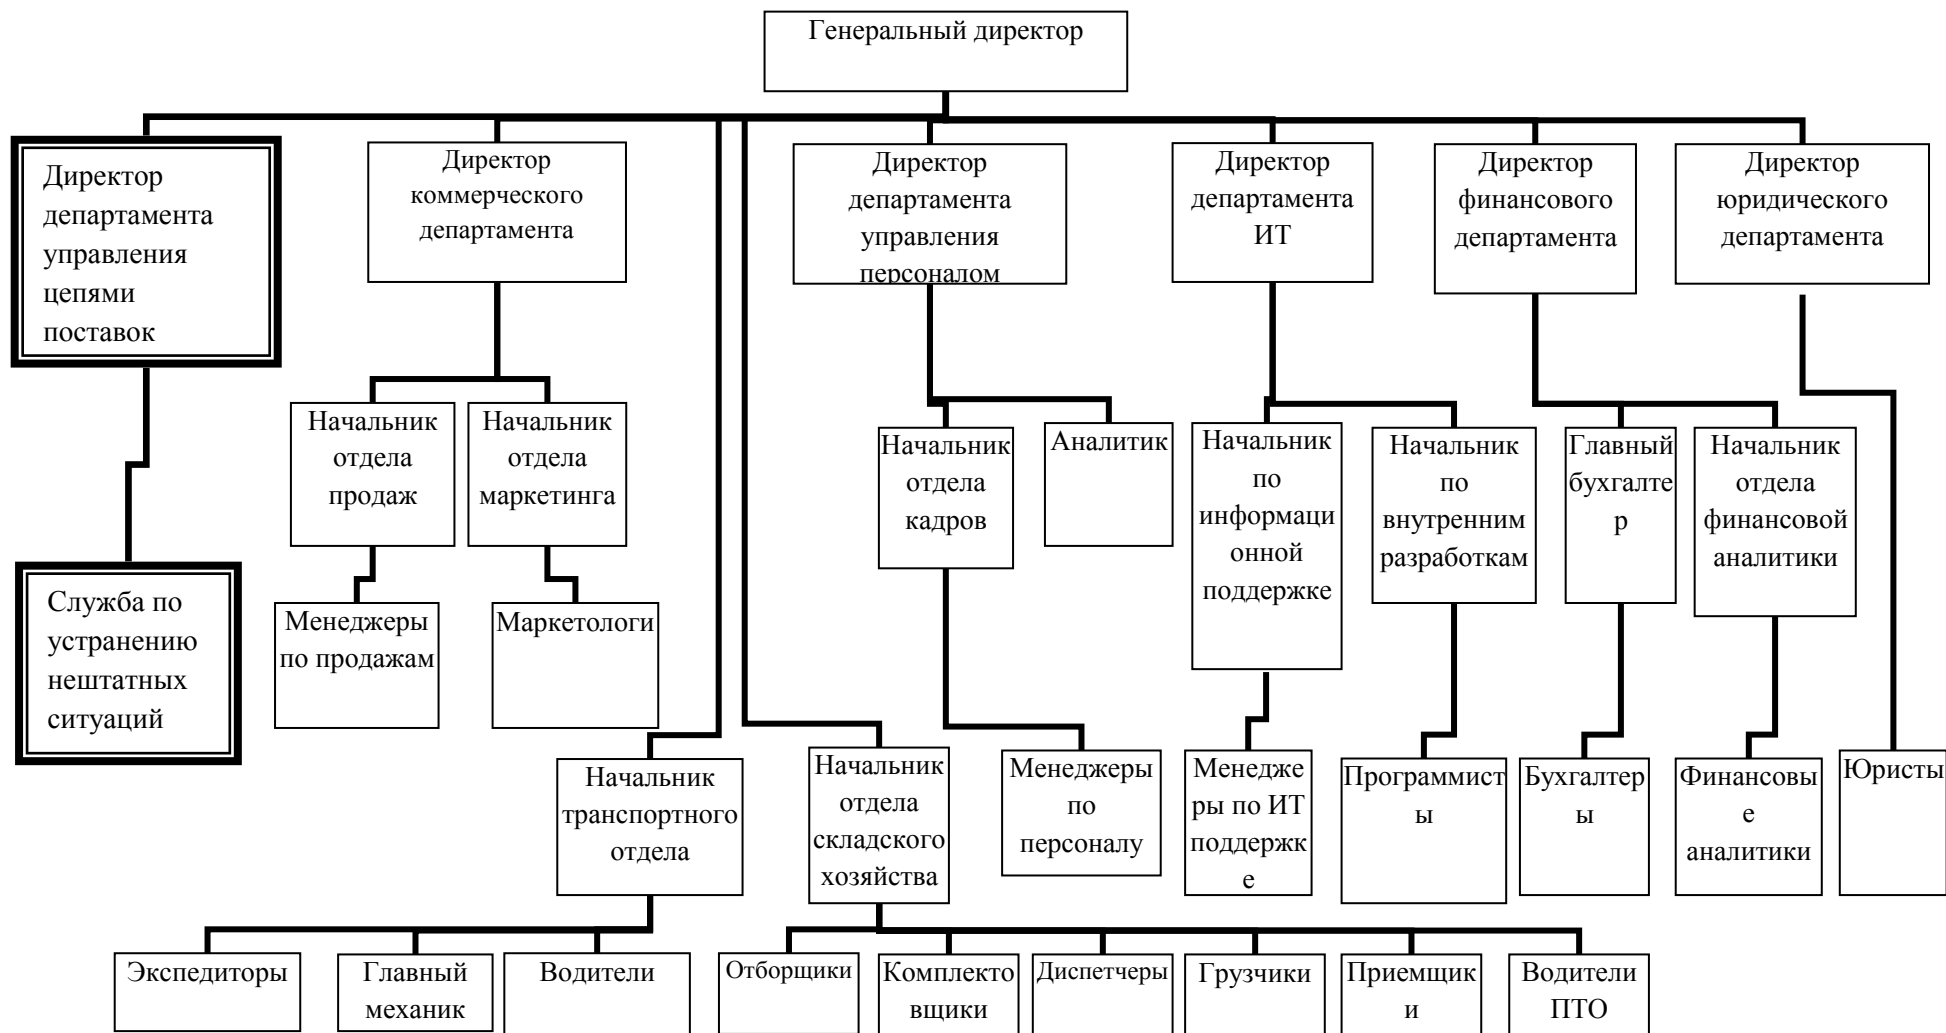 Генеральный директор
Директор
департамента
управления
цепями
поставок
Директор
коммерческого
департамента
Директор
департамента
управления
персоналом
Директор
департамента
ИТ
Директор
финансового
департамента
Директор
юридического
департамента
Начальник
отдела
продаж
Начальник
отдела
маркетинга
Начальник
отдела
кадров
Аналитик
Начальник
по
информаци
онной
поддержке
Начальник
по
внутренним
разработкам
Главный
бухгалте
р
Начальник
отдела
финансовой
аналитики
Служба по
устранению
нештатных
ситуаций
Менеджеры
по продажам
Маркетологи
Начальник
транспортного
отдела
Начальник
отдела
складского
хозяйства
Менеджеры
по
персоналу
Менедже
ры по ИТ
поддержк
е
Программист
ы
Бухгалтер
ы
Финансовы
е
аналитики
Юристы
Экспедиторы
Главный
механик
Водители
Отборщики
Комплекто
вщики
Диспетчеры
Грузчики
Приемщик
и
Водители
ПТО